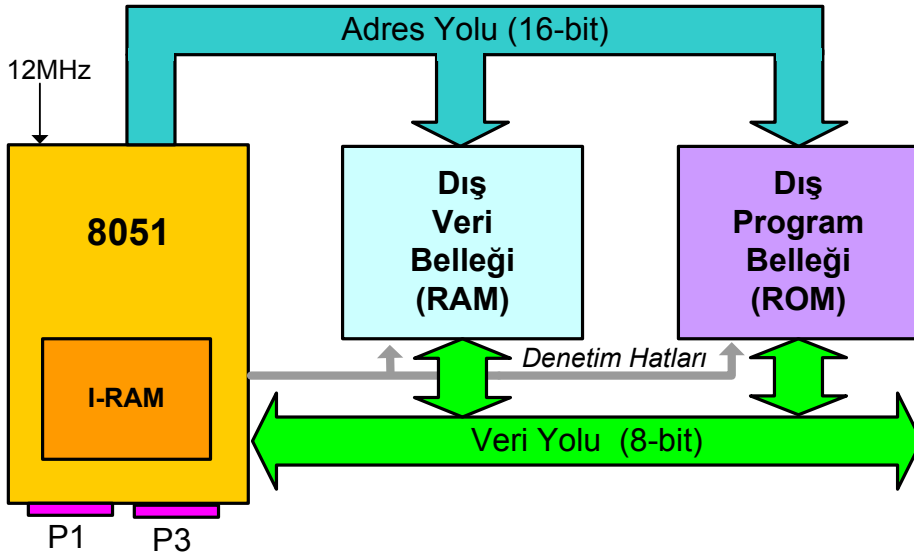 Adres Yolu (16-bit)
12MHz
8051
I-RAM
P1
P3
Dış
Veri
Belleği
(RAM)
Dış
Program
Belleği
(ROM)
Denetim Hatları
Veri Yolu (8-bit)